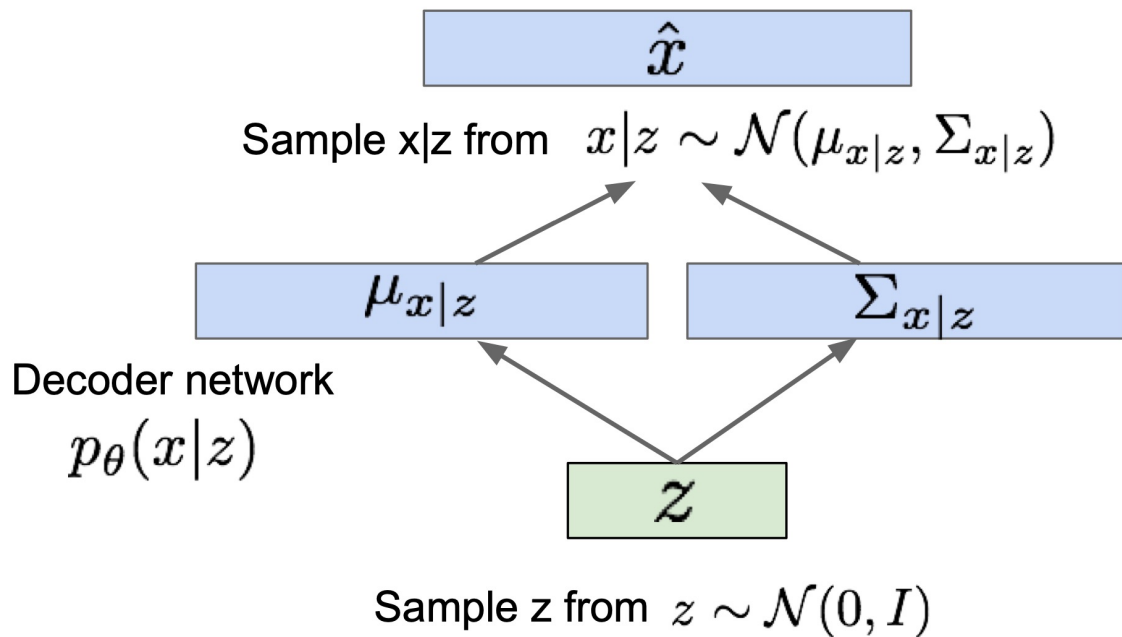 x̂
Sample x|z from x|z ∼ 𝒩(μ_{x|z}, Σ_{x|z})
μ_{x|z}
Σ_{x|z}
Decoder network
p_θ(x|z)
z
Sample z from z ∼ 𝒩(0, I)